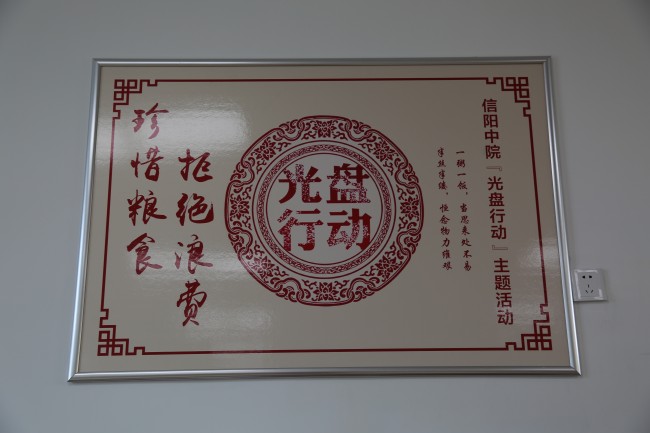 珍惜粮食
拒绝浪费
光盘
行动
信阳中院『光盘行动』主题活动
一粥一饭，当思来处不易
半丝半缕，恒念物力维艰